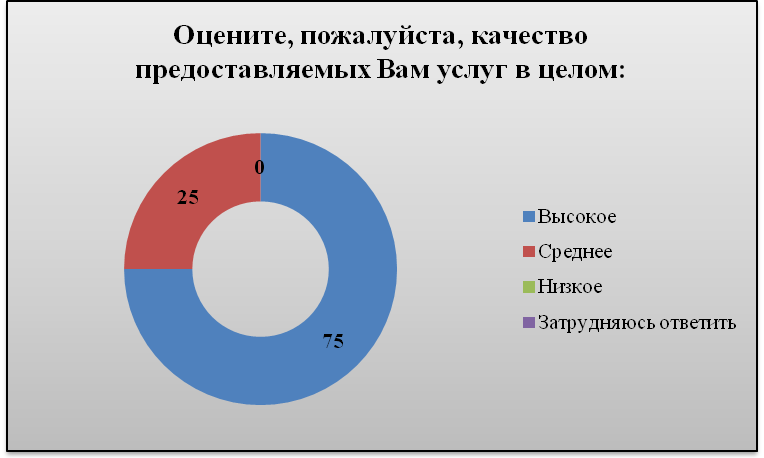 Оцените, пожалуйста, качество
предоставляемых Вам услуг в целом:
0
25
75
Высокое
Среднее
Низкое
Затрудняюсь ответить